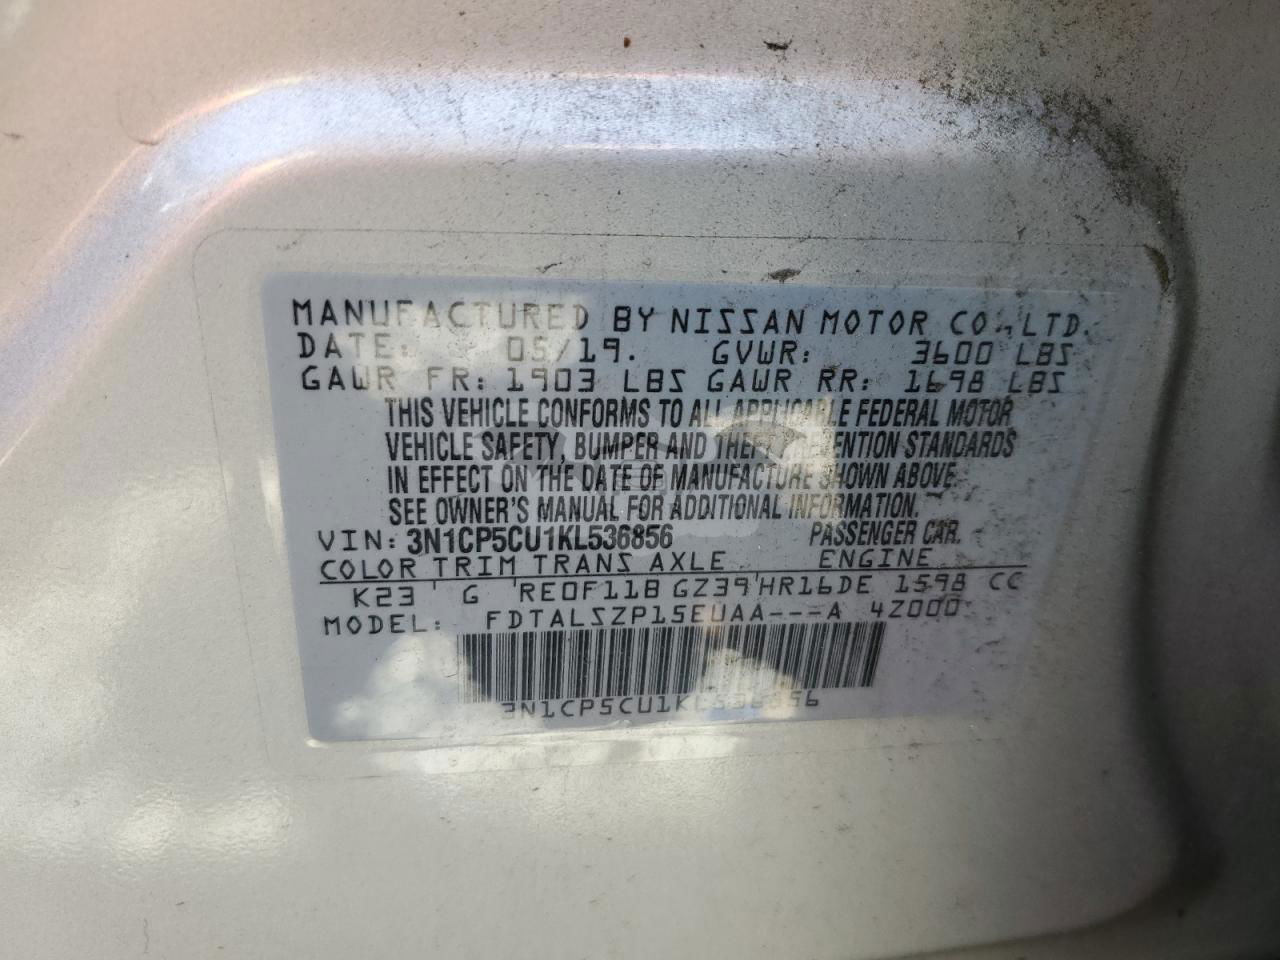 MANUFACTURED BY NISSAN MOTOR CO., LTD.
DATE: 05/19. GVWR: 3600 LBS
GAWR FR: 1903 LBS GAWR RR: 1698 LBS
THIS VEHICLE CONFORMS TO ALL APPLICABLE FEDERAL MOTOR
VEHICLE SAFETY, BUMPER AND THEFT PREVENTION STANDARDS
IN EFFECT ON THE DATE OF MANUFACTURE SHOWN ABOVE.
SEE OWNER'S MANUAL FOR ADDITIONAL INFORMATION.
VIN: 3N1CP5CU1KL536856 PASSENGER CAR.
COLOR TRIM TRANS AXLE ENGINE
K23 G RE0F11B GZ39 HR16DE 1598 CC
MODEL: FDTALSZP15EUAA---A 4Z000
3N1CP5CU1KL536856